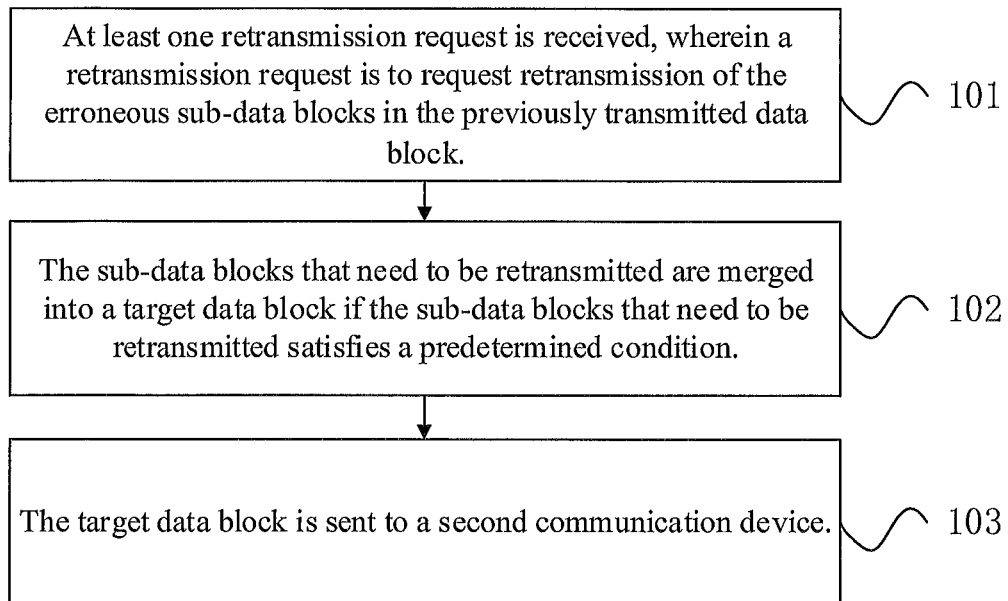 At least one retransmission request is received, wherein a
retransmission request is to request retransmission of the
erroneous sub-data blocks in the previously transmitted data
block.
101
The sub-data blocks that need to be retransmitted are merged
into a target data block if the sub-data blocks that need to be
retransmitted satisfies a predetermined condition.
102
The target data block is sent to a second communication device.
103